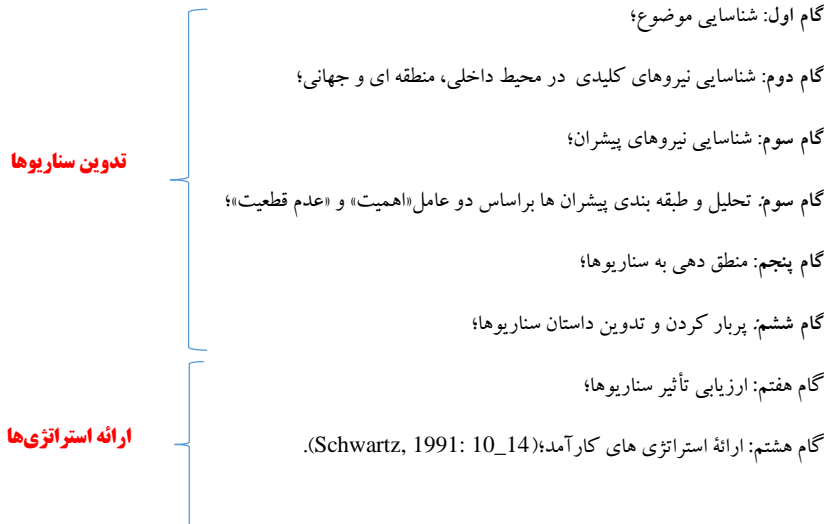 گام اول: شناسایی موضوع؛
گام دوم: شناسایی نیروهای کلیدی در محیط داخلی، منطقه ای و جهانی؛
گام سوم: شناسایی نیروهای پیشران؛
تدوین سناریوها
گام سوم: تحلیل و طبقه بندی پیشران ها براساس دو عامل«اهمیت» و «عدم قطعیت»؛
گام پنجم: منطق دهی به سناریوها؛
گام ششم: پربار کردن و تدوین داستان سناریوها؛
گام هفتم: ارزیابی تأثیر سناریوها؛
گام هشتم: ارائۀ استراتژی های کارآمد؛(Schwartz, 1991: 10_14).
ارائه استراتژی‌ها